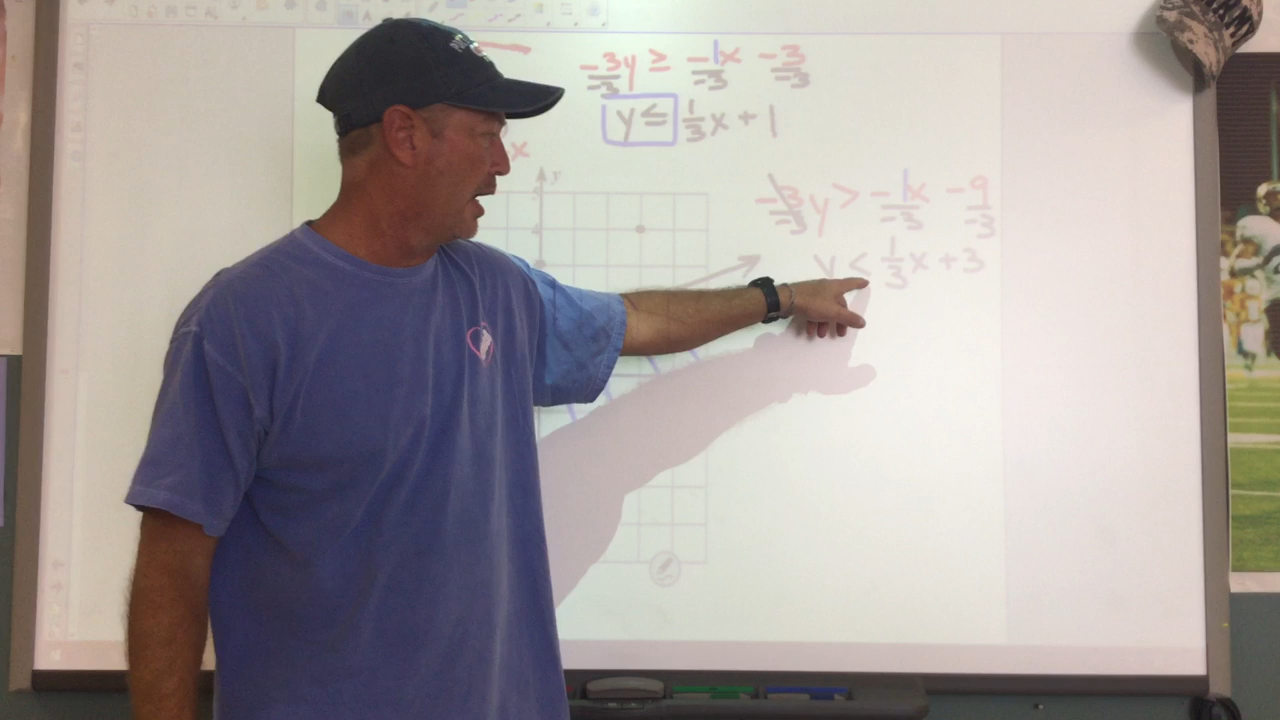 -3y ≥ -1x -3
-3 -3 -3
y ≤ 1/3x + 1
x
y
-3y > -1x -9
-3 -3 -3
y < 1/3x + 3